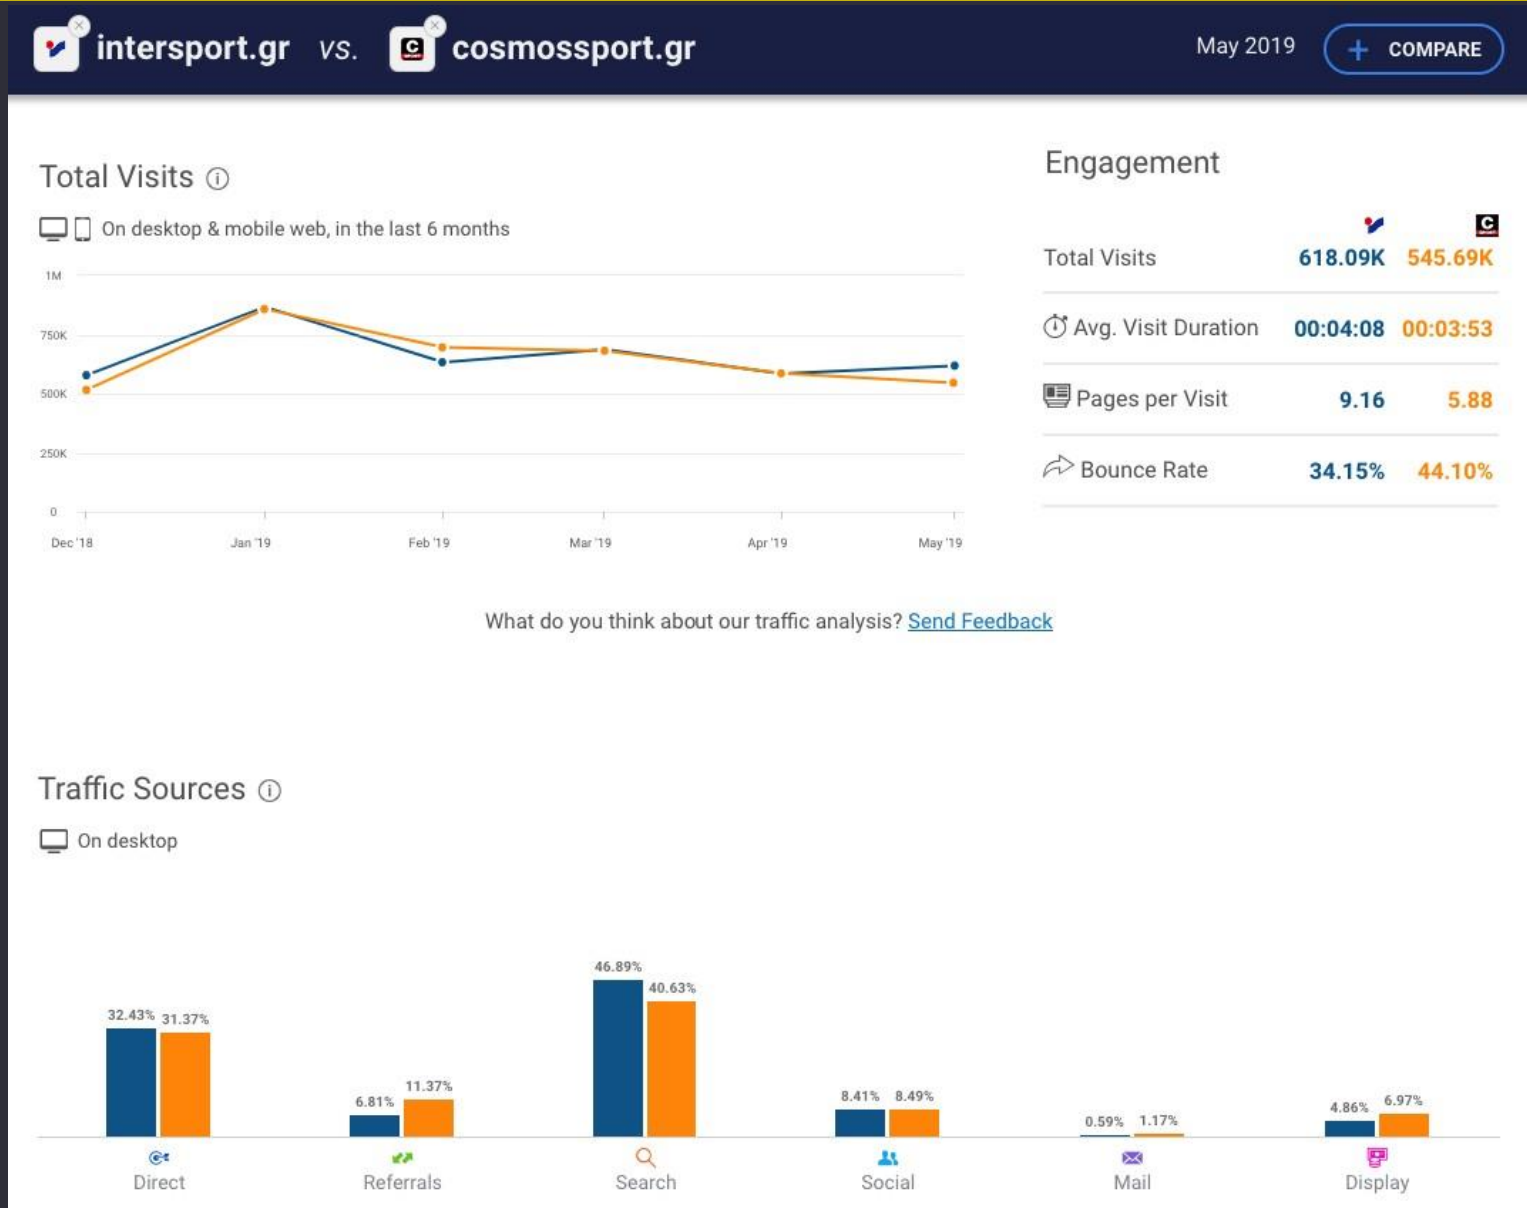 intersport.gr vs. cosmossport.gr May 2019 + COMPARE
Total Visits
On desktop & mobile web, in the last 6 months
1M
750K
500K
250K
0
Dec '18 Jan '19 Feb '19 Mar '19 Apr '19 May '19
Engagement
Total Visits 618.09K 545.69K
Avg. Visit Duration 00:04:08 00:03:53
Pages per Visit 9.16 5.88
Bounce Rate 34.15% 44.10%
What do you think about our traffic analysis? Send Feedback
Traffic Sources
On desktop
32.43% 31.37% 6.81% 11.37% 46.89% 40.63% 8.41% 8.49% 0.59% 1.17% 4.86% 6.97%
Direct Referrals Search Social Mail Display